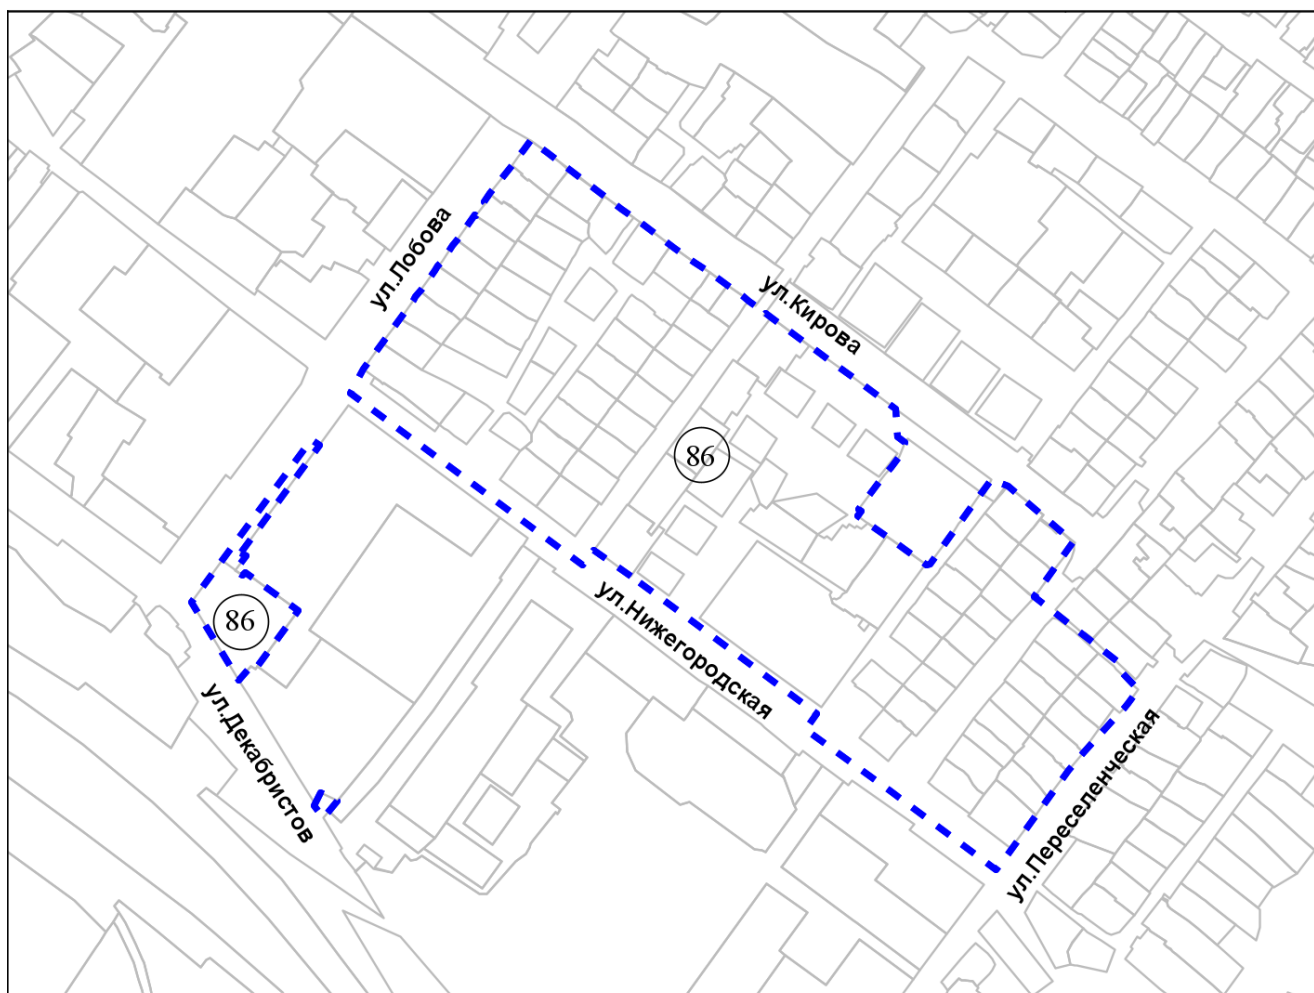 ул.Лобова
ул.Кирова
86
86
ул.Нижегородская
ул.Декабристов
ул.Переселенческая